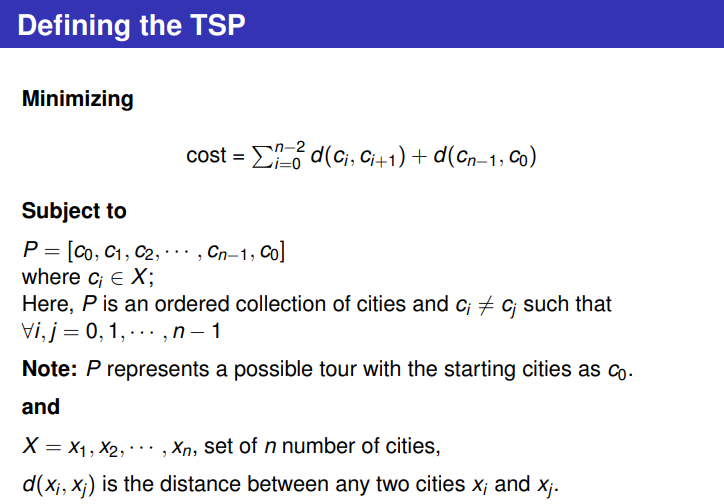 Defining the TSP
Minimizing
cost = ∑_{i=0}^{n−2} d(c_i, c_{i+1}) + d(c_{n−1}, c_0)
Subject to
P = [c_0, c_1, c_2, ⋯ , c_{n−1}, c_0]
where c_i ∈ X;
Here, P is an ordered collection of cities and c_i ≠ c_j such that
∀i, j = 0, 1, ⋯ , n − 1
Note: P represents a possible tour with the starting cities as c_0.
and
X = x_1, x_2, ⋯ , x_n, set of n number of cities,
d(x_i, x_j) is the distance between any two cities x_i and x_j.